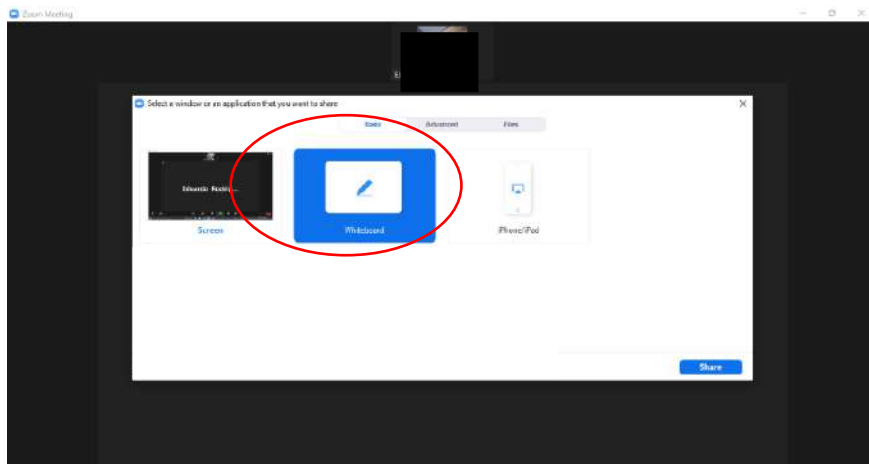 Zoom Meeting
Select a window or an application that you want to share
Basic Advanced Files
Screen
Whiteboard
iPhone/iPad
Share